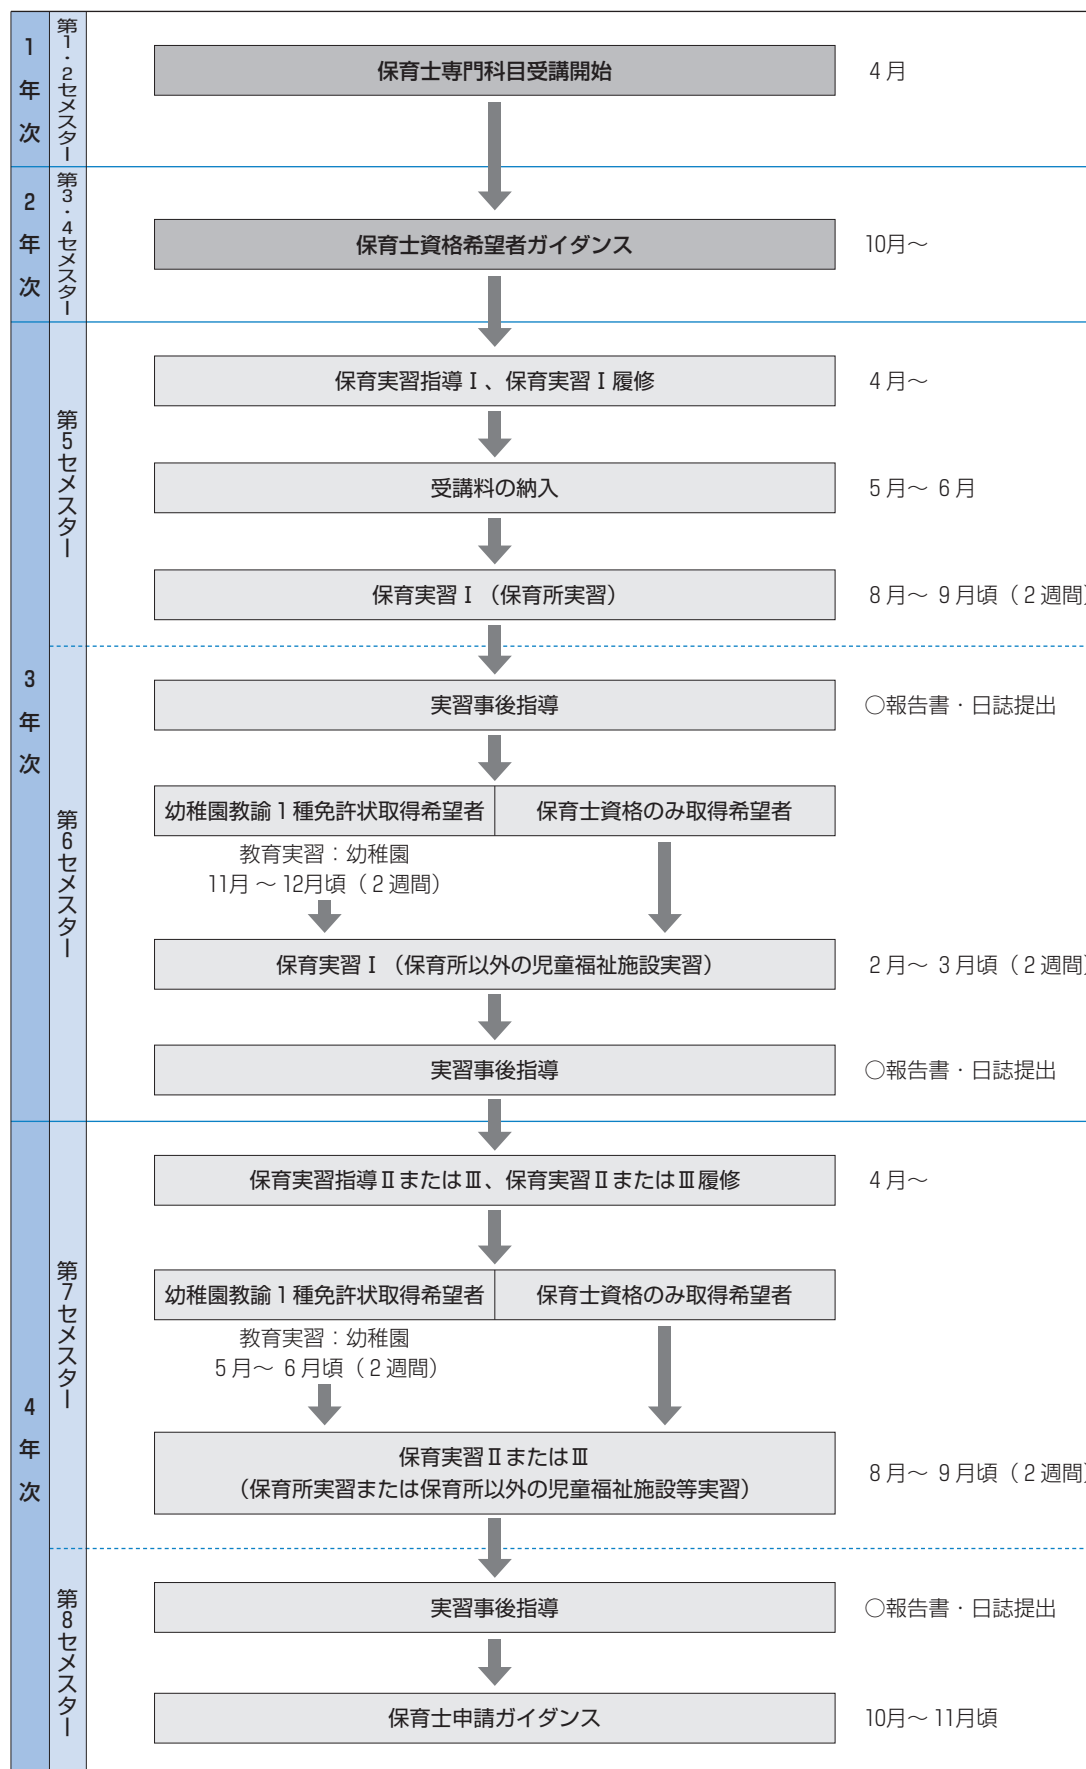 1年次
第1・2セメスター
保育士専門科目受講開始
4月
2年次
第3・4セメスター
保育士資格希望者ガイダンス
10月～
3年次
第5セメスター
保育実習指導Ⅰ、保育実習Ⅰ履修
4月～
受講料の納入
5月～6月
保育実習Ⅰ（保育所実習）
8月～9月頃（2週間）
第6セメスター
実習事後指導
○報告書・日誌提出
幼稚園教諭1種免許状取得希望者
保育士資格のみ取得希望者
教育実習：幼稚園
11月～12月頃（2週間）
保育実習Ⅰ（保育所以外の児童福祉施設実習）
2月～3月頃（2週間）
実習事後指導
○報告書・日誌提出
4年次
第7セメスター
保育実習指導ⅡまたはⅢ、保育実習ⅡまたはⅢ履修
4月～
幼稚園教諭1種免許状取得希望者
保育士資格のみ取得希望者
教育実習：幼稚園
5月～6月頃（2週間）
保育実習ⅡまたはⅢ
（保育所実習または保育所以外の児童福祉施設等実習）
8月～9月頃（2週間）
第8セメスター
実習事後指導
○報告書・日誌提出
保育士申請ガイダンス
10月～11月頃